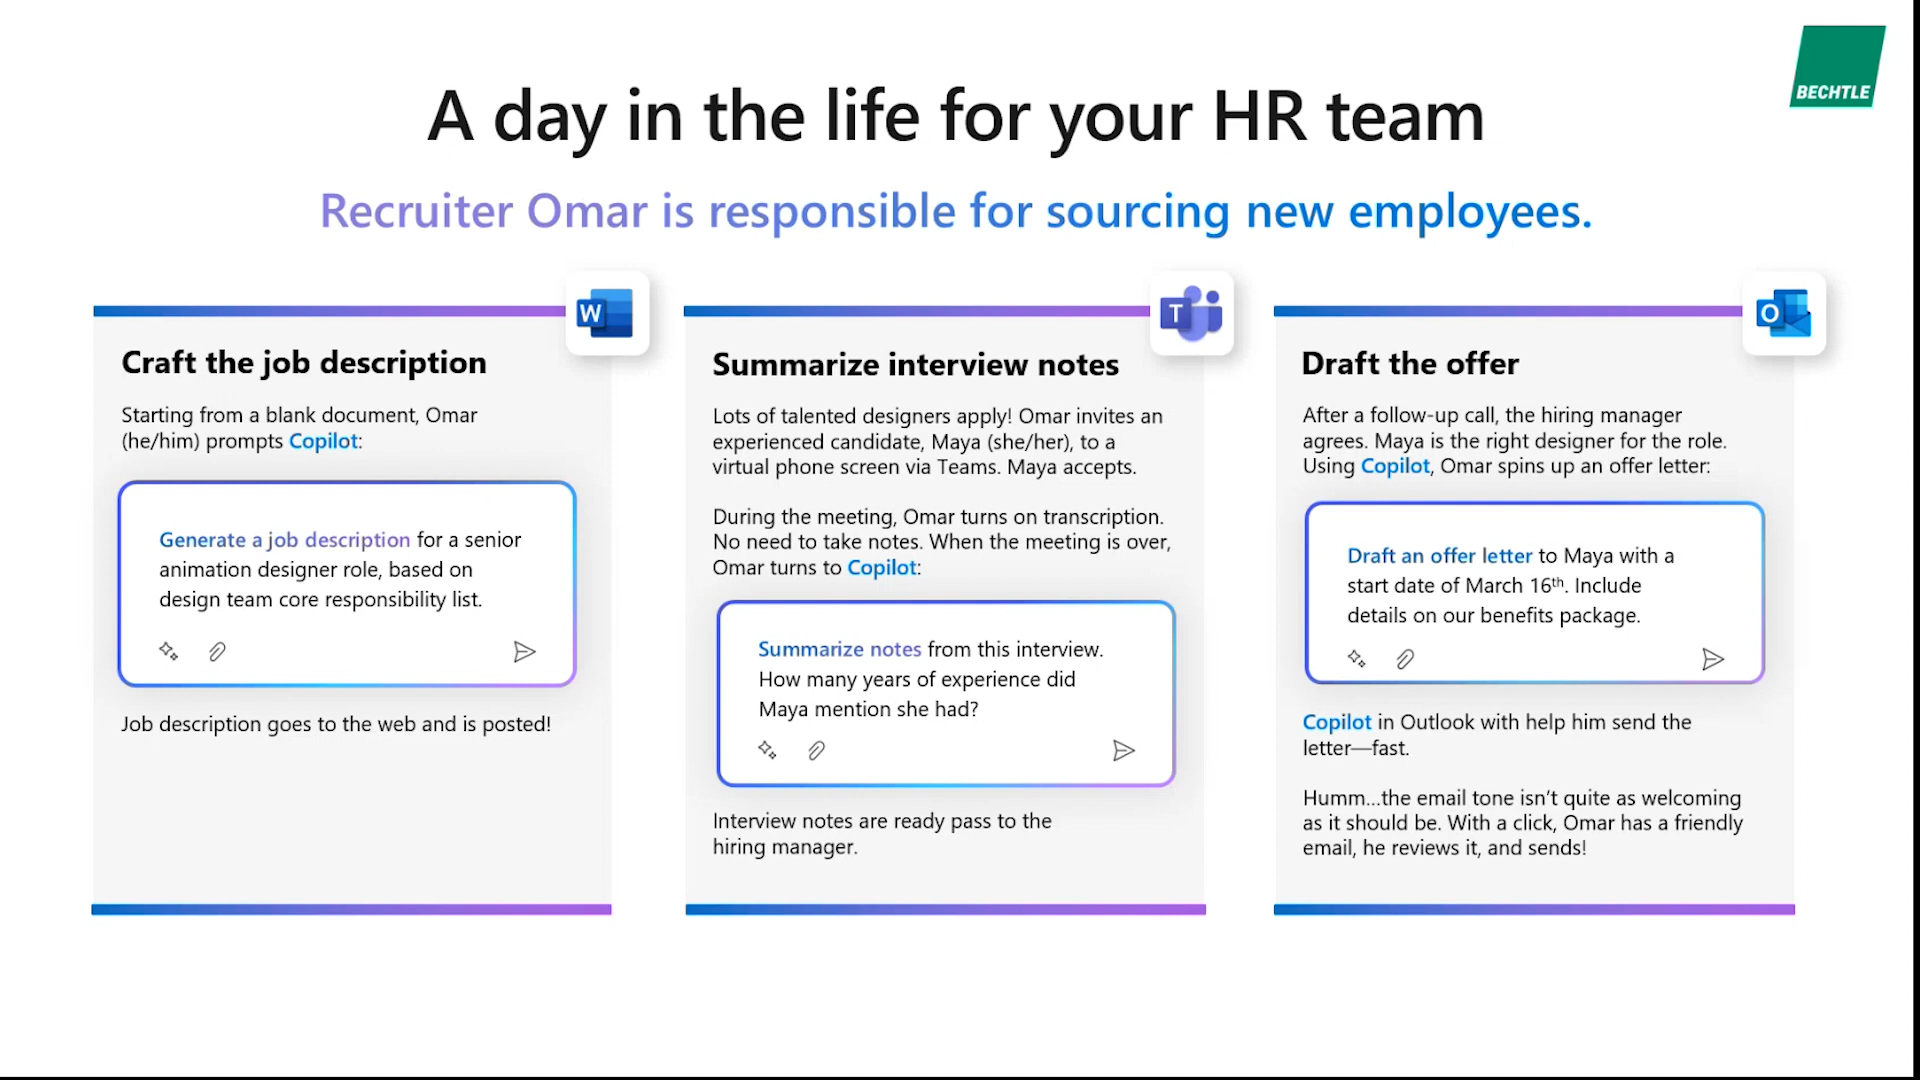 BECHTLE
A day in the life for your HR team
Recruiter Omar is responsible for sourcing new employees.
W
Craft the job description
Starting from a blank document, Omar
(he/him) prompts Copilot:
Generate a job description for a senior
animation designer role, based on
design team core responsibility list.
Job description goes to the web and is posted!
T
Summarize interview notes
Lots of talented designers apply! Omar invites an
experienced candidate, Maya (she/her), to a
virtual phone screen via Teams. Maya accepts.
During the meeting, Omar turns on transcription.
No need to take notes. When the meeting is over,
Omar turns to Copilot:
Summarize notes from this interview.
How many years of experience did
Maya mention she had?
Interview notes are ready pass to the
hiring manager.
O
Draft the offer
After a follow-up call, the hiring manager
agrees. Maya is the right designer for the role.
Using Copilot, Omar spins up an offer letter:
Draft an offer letter to Maya with a
start date of March 16th. Include
details on our benefits package.
Copilot in Outlook with help him send the
letter—fast.
Humm...the email tone isn't quite as welcoming
as it should be. With a click, Omar has a friendly
email, he reviews it, and sends!